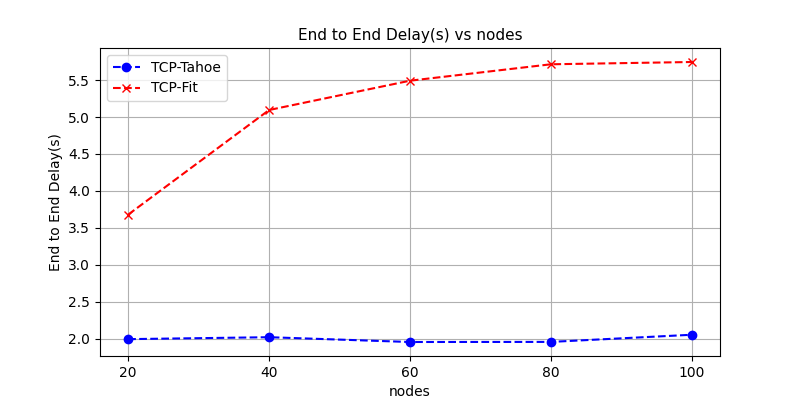 End to End Delay(s) vs nodes
TCP-Tahoe
TCP-Fit
End to End Delay(s)
5.5
5.0
4.5
4.0
3.5
3.0
2.5
2.0
20 40 60 80 100
nodes